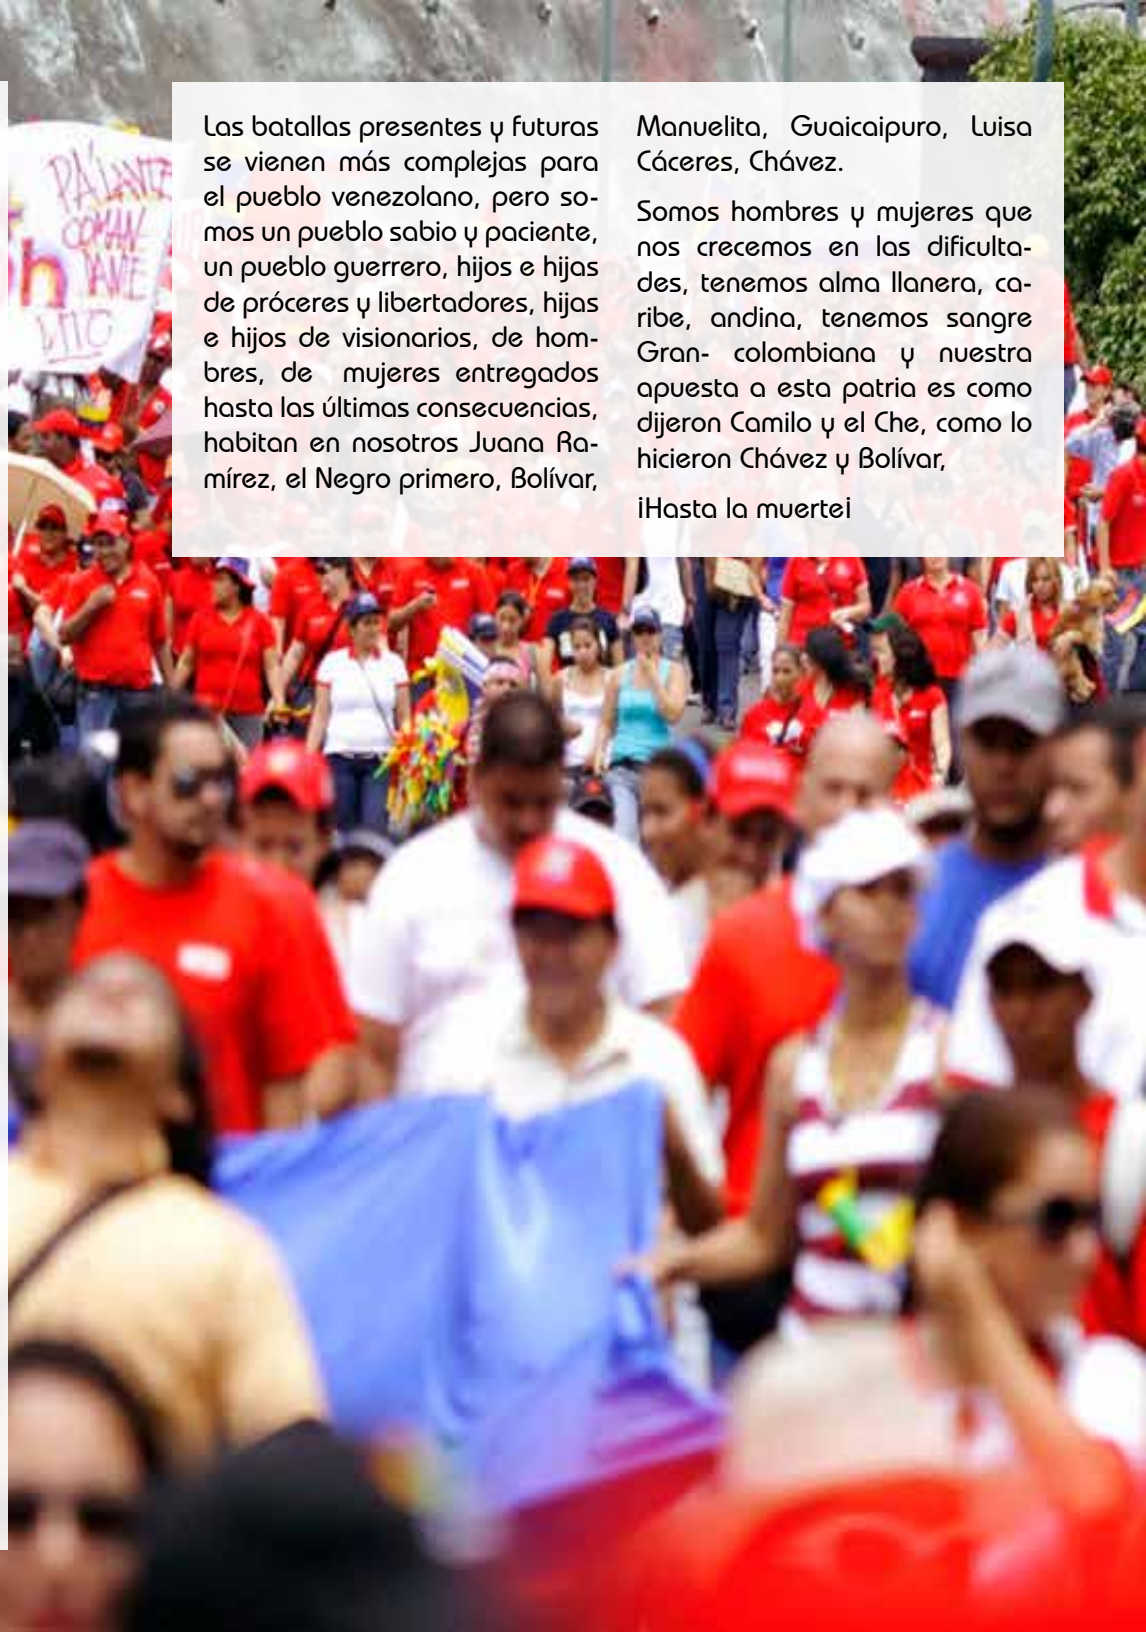 Las batallas presentes y futuras
se vienen más complejas para
el pueblo venezolano, pero so-
mos un pueblo sabio y paciente,
un pueblo guerrero, hijos e hijas
de próceres y libertadores, hijas
e hijos de visionarios, de hom-
bres, de mujeres entregados
hasta las últimas consecuencias,
habitan en nosotros Juana Ra-
mírez, el Negro primero, Bolívar,
Manuelita, Guaicaipuro, Luisa
Cáceres, Chávez.
Somos hombres y mujeres que
nos crecemos en las dificulta-
des, tenemos alma llanera, ca-
ribe, andina, tenemos sangre
Gran- colombiana y nuestra
apuesta a esta patria es como
dijeron Camilo y el Che, como lo
hicieron Chávez y Bolívar,
¡Hasta la muerte¡
PA'LANTE
COMAN